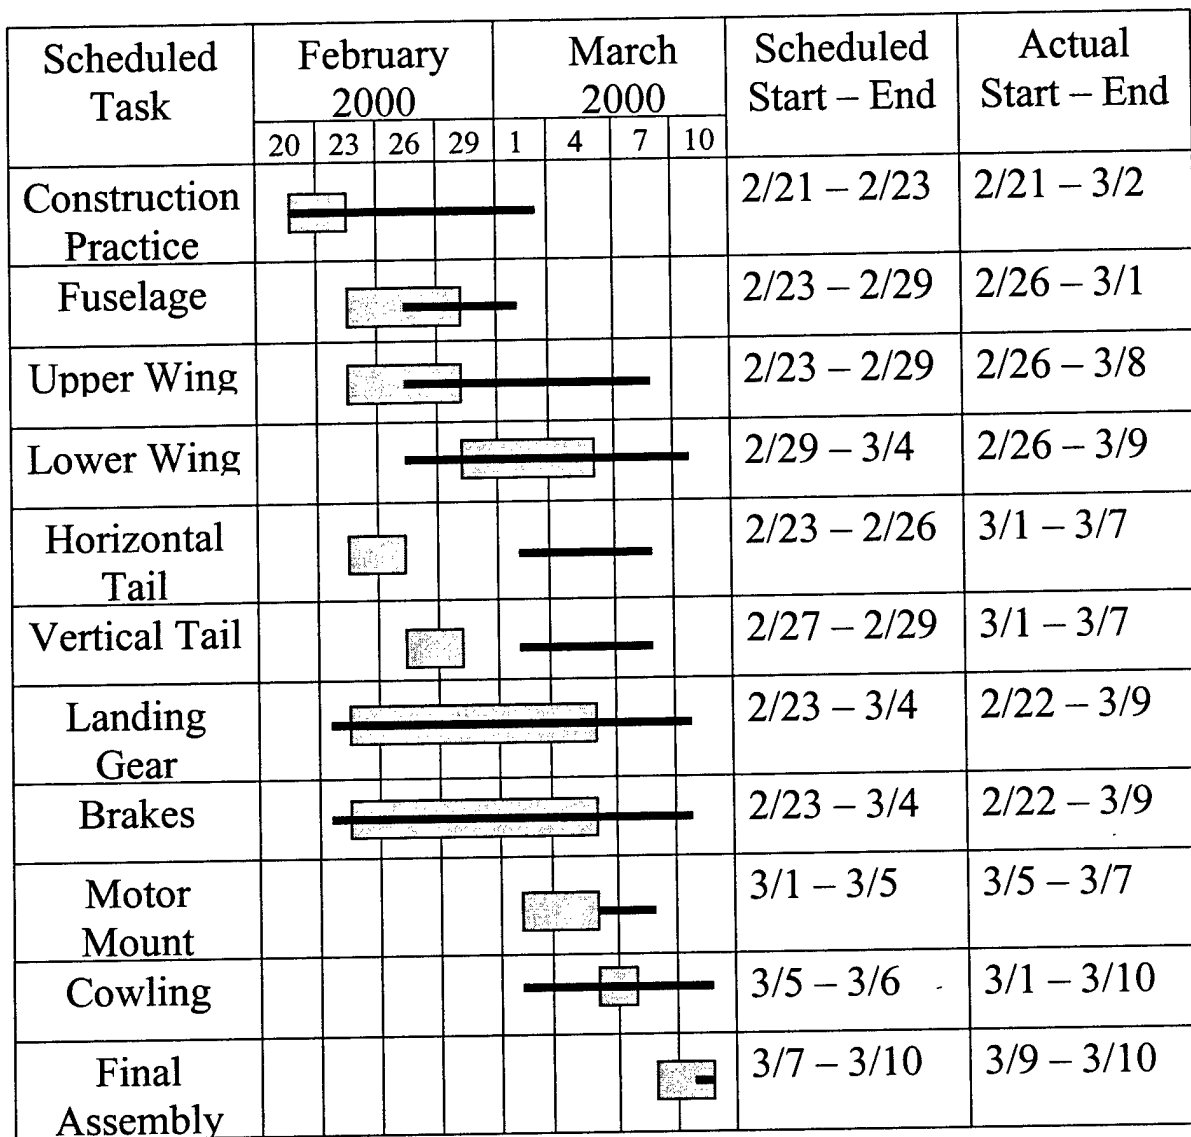 Scheduled Task February 2000 March 2000 Scheduled Start – End Actual Start – End
20 23 26 29 1 4 7 10
Construction Practice 2/21 – 2/23 2/21 – 3/2
Fuselage 2/23 – 2/29 2/26 – 3/1
Upper Wing 2/23 – 2/29 2/26 – 3/8
Lower Wing 2/29 – 3/4 2/26 – 3/9
Horizontal Tail 2/23 – 2/26 3/1 – 3/7
Vertical Tail 2/27 – 2/29 3/1 – 3/7
Landing Gear 2/23 – 3/4 2/22 – 3/9
Brakes 2/23 – 3/4 2/22 – 3/9
Motor Mount 3/1 – 3/5 3/5 – 3/7
Cowling 3/5 – 3/6 3/1 – 3/10
Final Assembly 3/7 – 3/10 3/9 – 3/10